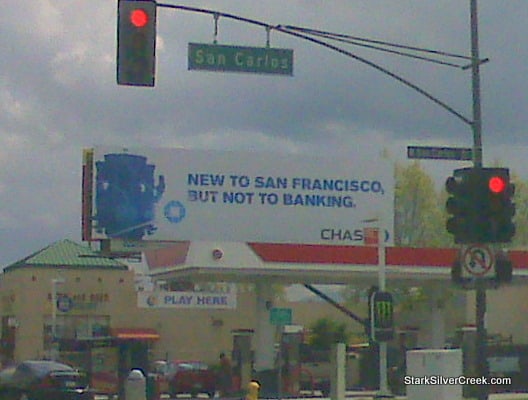 San Carlos
NEW TO SAN FRANCISCO,
BUT NOT TO BANKING.
CHASE
PLAY HERE
StarkSilverCreek.com